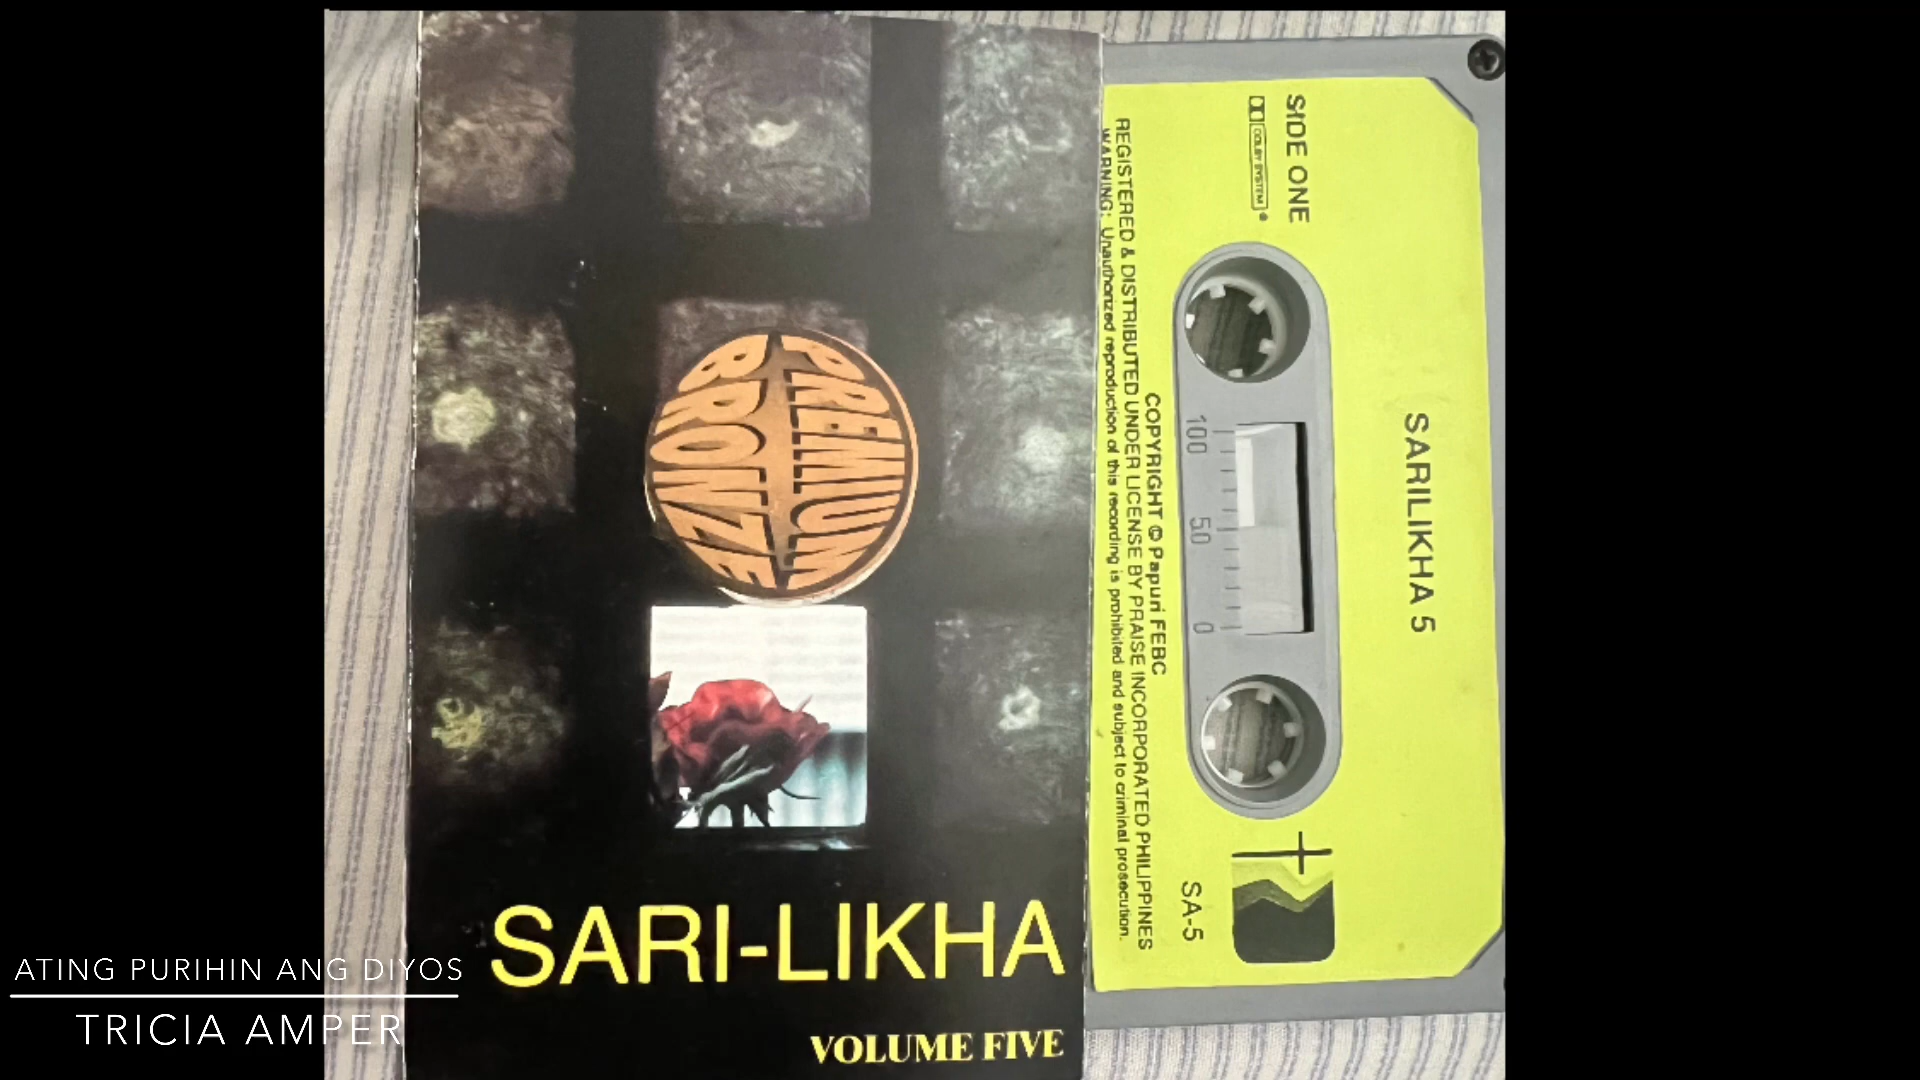 PREMIUM
BRONZE
SARI-LIKHA
VOLUME FIVE
SARILIKHA 5
SIDE ONE
DOLBY SYSTEM
100
50
0
SA-5
COPYRIGHT © Papuri FEBC
REGISTERED & DISTRIBUTED UNDER LICENSE BY PRAISE INCORPORATED PHILIPPINES
WARNING: Unauthorized reproduction of this recording is prohibited and subject to criminal prosecution.
ATING PURIHIN ANG DIYOS
TRICIA AMPER